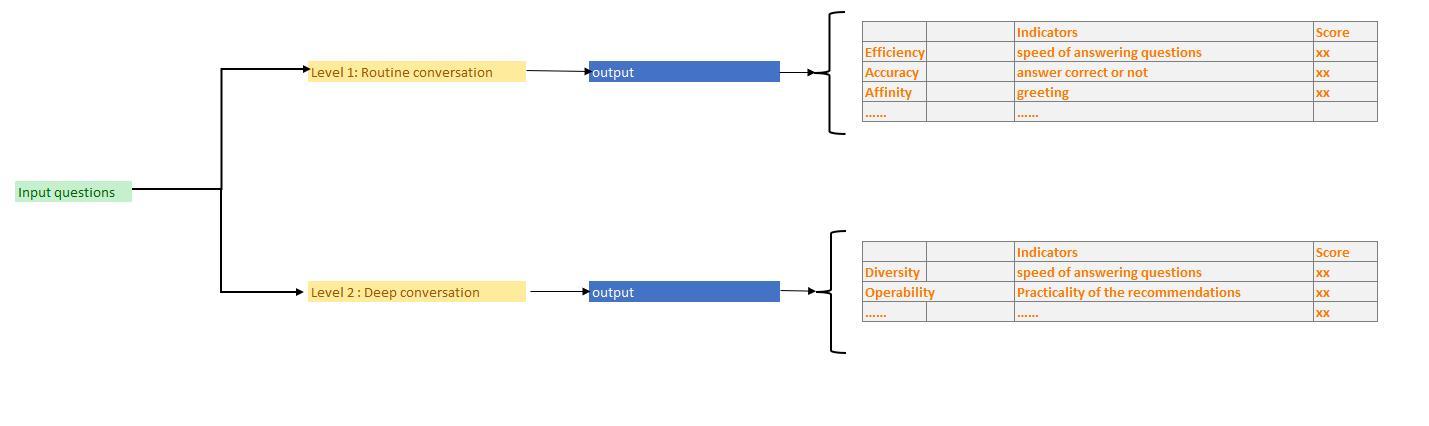 Indicators Score
Efficiency speed of answering questions xx
Level 1: Routine conversation output Accuracy answer correct or not xx
Affinity greeting xx
...... ......
Input questions
Indicators Score
Diversity speed of answering questions xx
Level 2 : Deep conversation output Operability Practicality of the recommendations xx
...... ...... xx